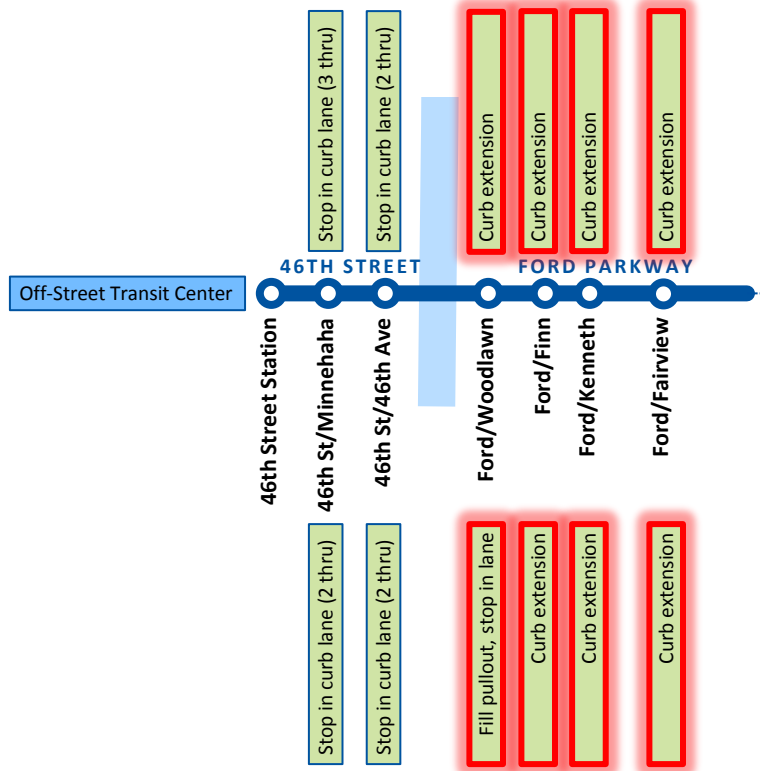 Stop in curb lane (3 thru)
Stop in curb lane (2 thru)
Curb extension
Curb extension
Curb extension
Curb extension
46TH STREET
FORD PARKWAY
Off-Street Transit Center
46th Street Station
46th St/Minnehaha
46th St/46th Ave
Ford/Woodlawn
Ford/Finn
Ford/Kenneth
Ford/Fairview
Stop in curb lane (2 thru)
Stop in curb lane (2 thru)
Fill pullout, stop in lane
Curb extension
Curb extension
Curb extension